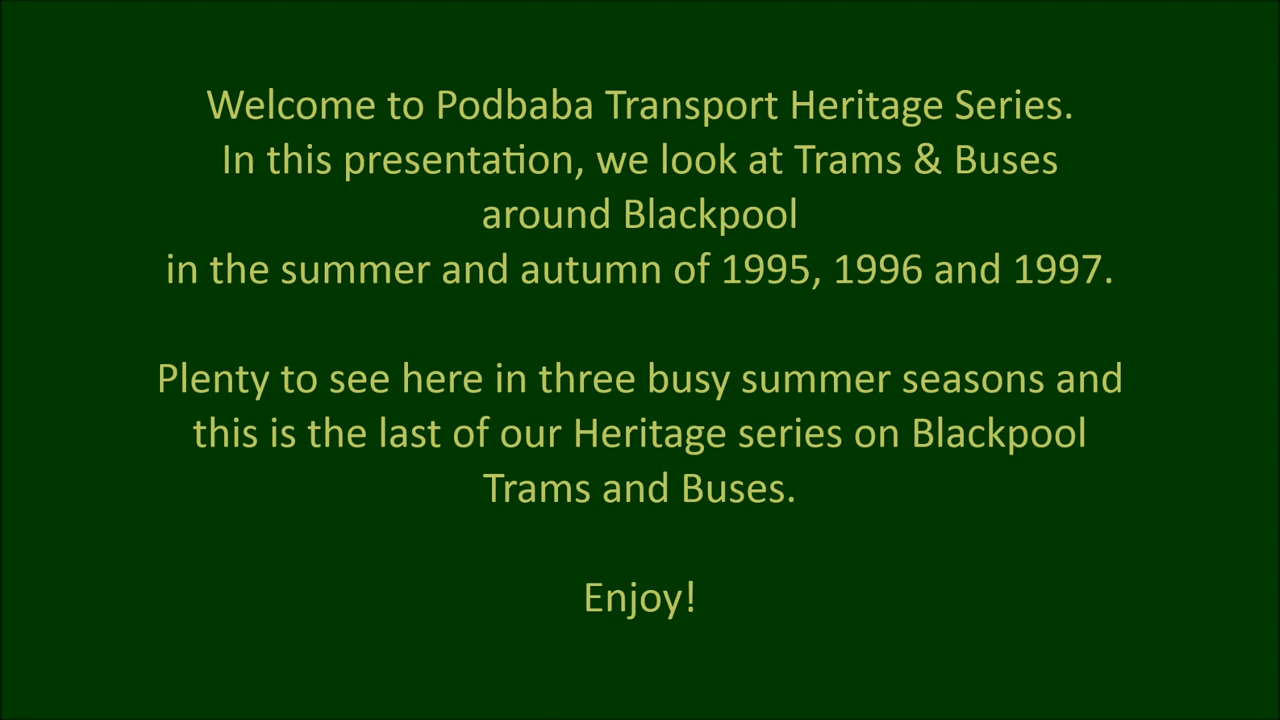 Welcome to Podbaba Transport Heritage Series.
In this presentation, we look at Trams & Buses
around Blackpool
in the summer and autumn of 1995, 1996 and 1997.
Plenty to see here in three busy summer seasons and
this is the last of our Heritage series on Blackpool
Trams and Buses.
Enjoy!